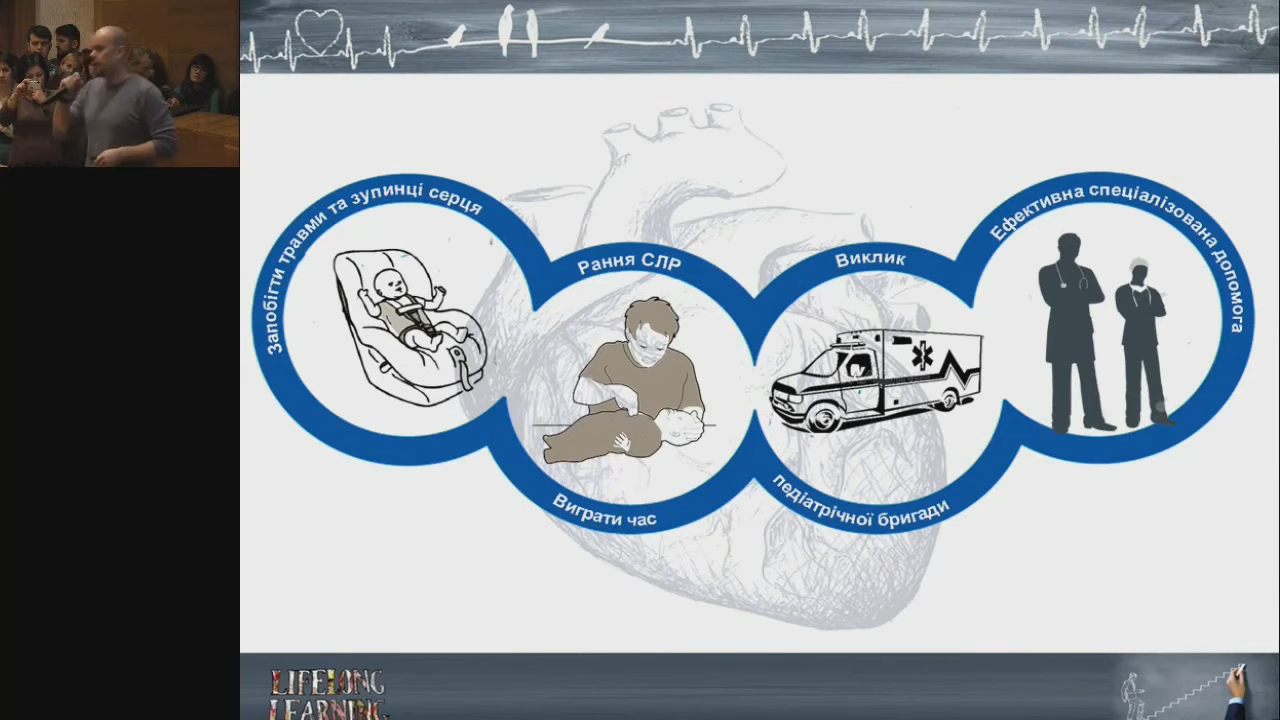 Запобігти травми та зупинці серця
Рання СЛР
Виграти час
Виклик
педіатрічної бригади
Ефективна спеціалізована допомога
LIFELONG
LEARNING